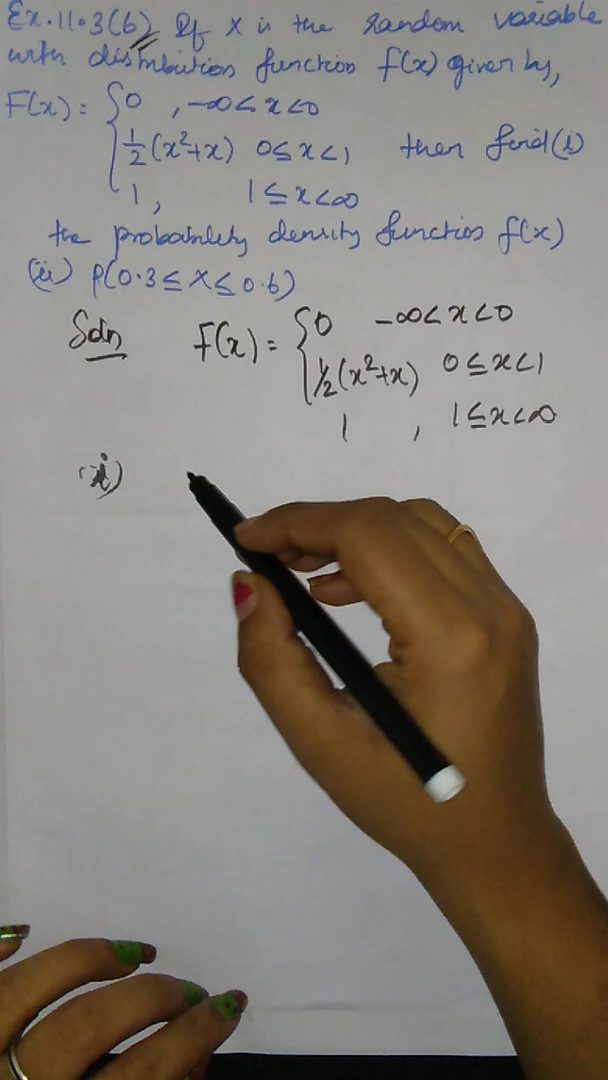 Ex.11.3(6) If X is the random variable
with distribution function f(x) given by,
F(x) = { 0 , -∞<x<0
1/2 (x²+x) 0≤x<1 then find (i)
1, 1≤x<∞
the probability density function f(x)
(ii) P(0.3≤X≤0.6)
Soln F(x) = { 0 -∞<x<0
1/2(x²+x) 0≤x<1
1 , 1≤x<∞
(i)